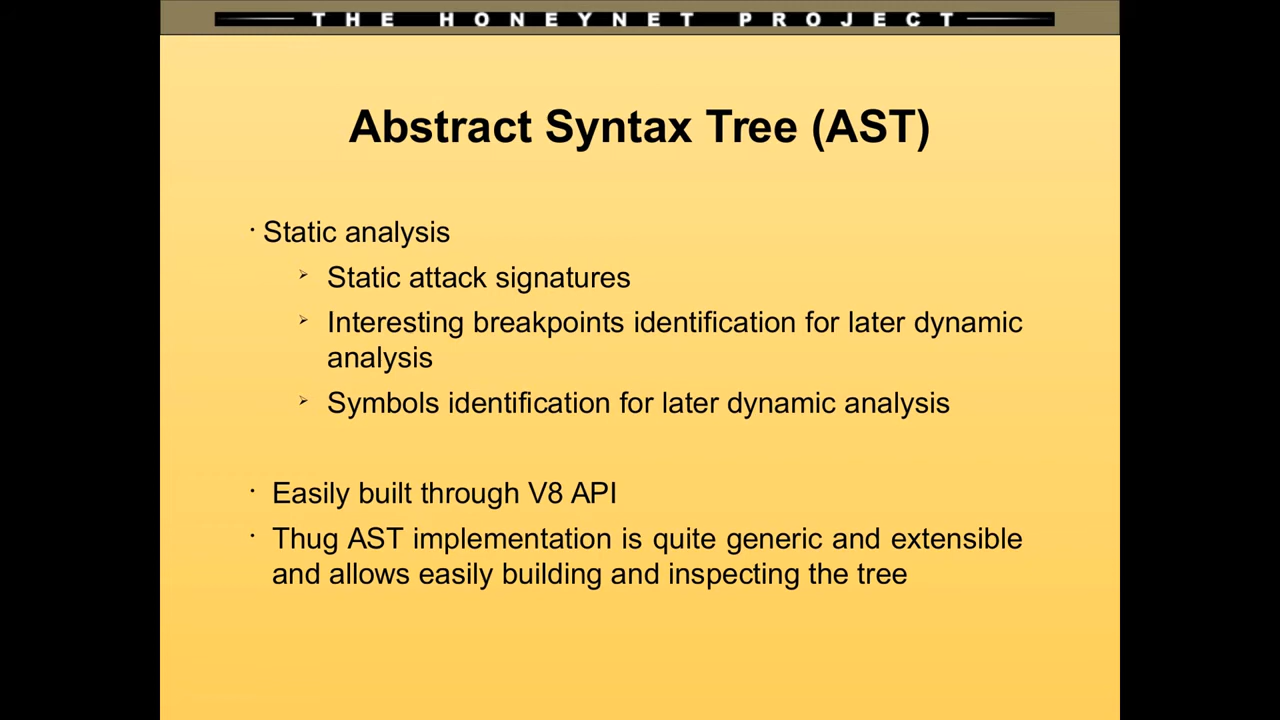 THE HONEYNET PROJECT
Abstract Syntax Tree (AST)
· Static analysis
➢ Static attack signatures
➢ Interesting breakpoints identification for later dynamic
analysis
➢ Symbols identification for later dynamic analysis
· Easily built through V8 API
· Thug AST implementation is quite generic and extensible
and allows easily building and inspecting the tree